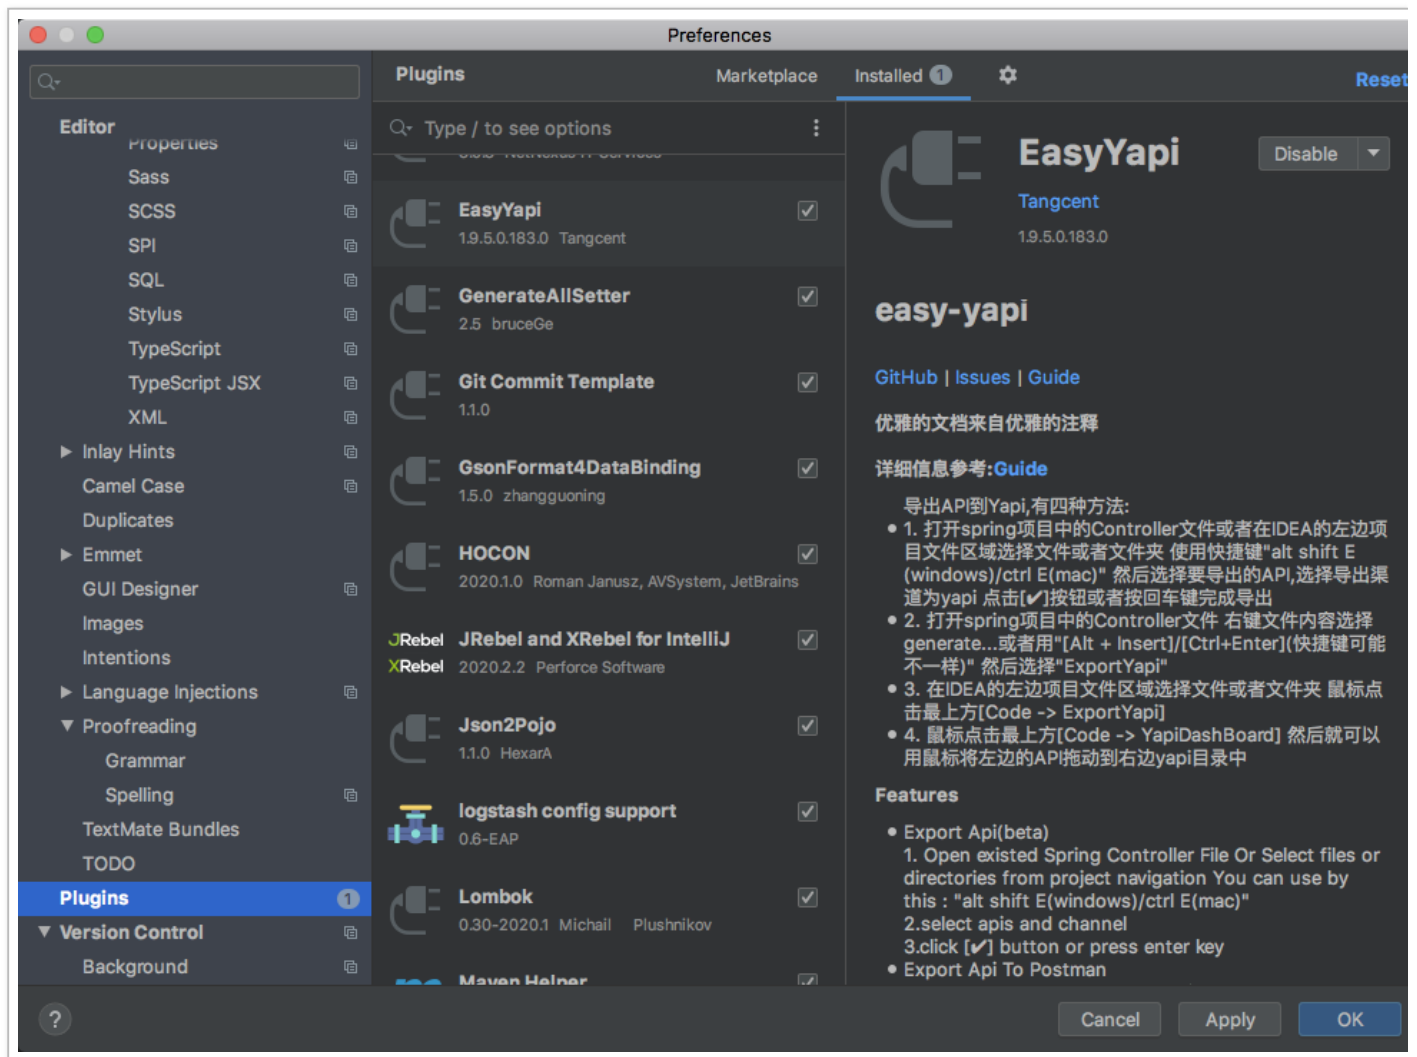 Preferences
Plugins
Marketplace
Installed 1
Reset
Editor
Properties
Sass
SCSS
SPI
SQL
Stylus
TypeScript
TypeScript JSX
XML
Inlay Hints
Camel Case
Duplicates
Emmet
GUI Designer
Images
Intentions
Language Injections
Proofreading
Grammar
Spelling
TextMate Bundles
TODO
Plugins 1
Version Control
Background
Type / to see options
EasyYapi
1.9.5.0.183.0 Tangcent
GenerateAllSetter
2.5 bruceGe
Git Commit Template
1.1.0
GsonFormat4DataBinding
1.5.0 zhangguoning
HOCON
2020.1.0 Roman Janusz, AVSystem, JetBrains
JRebel
XRebel
JRebel and XRebel for IntelliJ
2020.2.2 Perforce Software
Json2Pojo
1.1.0 HexarA
logstash config support
0.6-EAP
Lombok
0.30-2020.1 Michail Plushnikov
Maven Helper
EasyYapi
Disable
Tangcent
1.9.5.0.183.0
easy-yapi
GitHub | Issues | Guide
优雅的文档来自优雅的注释
详细信息参考:Guide
导出API到Yapi,有四种方法:
● 1. 打开spring项目中的Controller文件或者在IDEA的左边项
目文件区域选择文件或者文件夹 使用快捷键"alt shift E
(windows)/ctrl E(mac)" 然后选择要导出的API,选择导出渠
道为yapi 点击[✔]按钮或者按回车键完成导出
● 2. 打开spring项目中的Controller文件 右键文件内容选择
generate...或者用"[Alt + Insert]/[Ctrl+Enter](快捷键可能
不一样)" 然后选择"ExportYapi"
● 3. 在IDEA的左边项目文件区域选择文件或者文件夹 鼠标点
击最上方[Code -> ExportYapi]
● 4. 鼠标点击最上方[Code -> YapiDashBoard] 然后就可以
用鼠标将左边的API拖动到右边yapi目录中
Features
● Export Api(beta)
1. Open existed Spring Controller File Or Select files or
directories from project navigation You can use by
this : "alt shift E(windows)/ctrl E(mac)"
2.select apis and channel
3.click [✔] button or press enter key
● Export Api To Postman
?
Cancel
Apply
OK